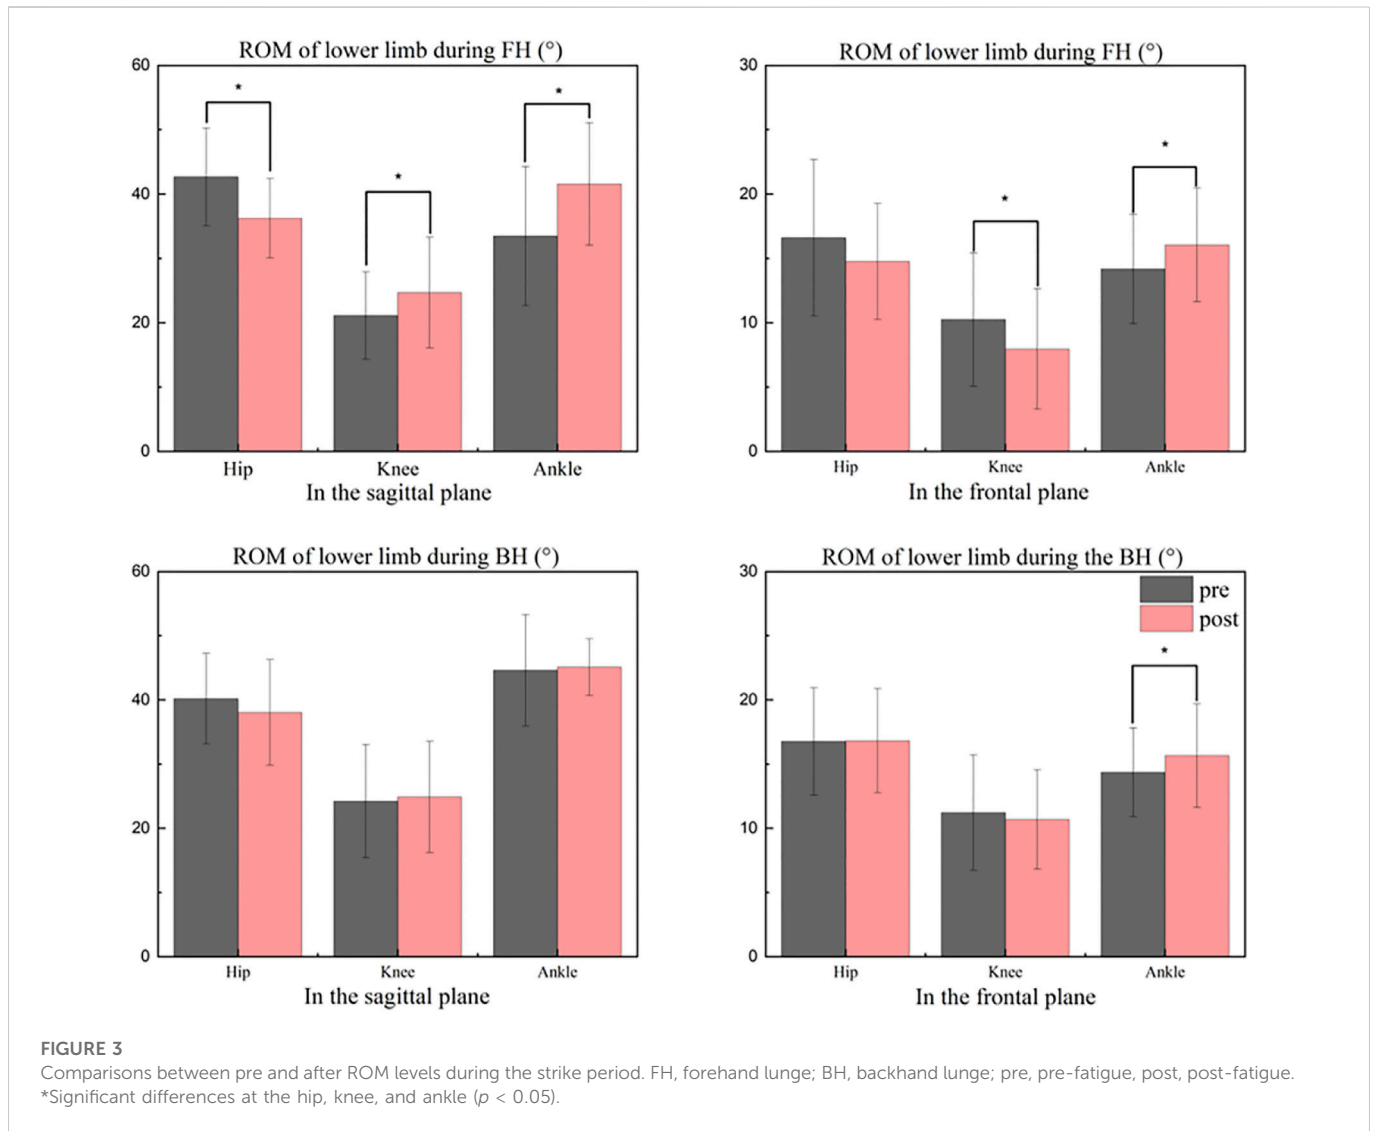 ROM of lower limb during FH (°)
60
40
20
0
*
*
*
Hip Knee Ankle
In the sagittal plane
ROM of lower limb during FH (°)
30
20
10
0
*
*
Hip Knee Ankle
In the frontal plane
ROM of lower limb during BH (°)
60
40
20
0
Hip Knee Ankle
In the sagittal plane
ROM of lower limb during the BH (°)
30
20
10
0
pre
post
*
Hip Knee Ankle
In the frontal plane
FIGURE 3
Comparisons between pre and after ROM levels during the strike period. FH, forehand lunge; BH, backhand lunge; pre, pre-fatigue, post, post-fatigue.
*Significant differences at the hip, knee, and ankle (p < 0.05).